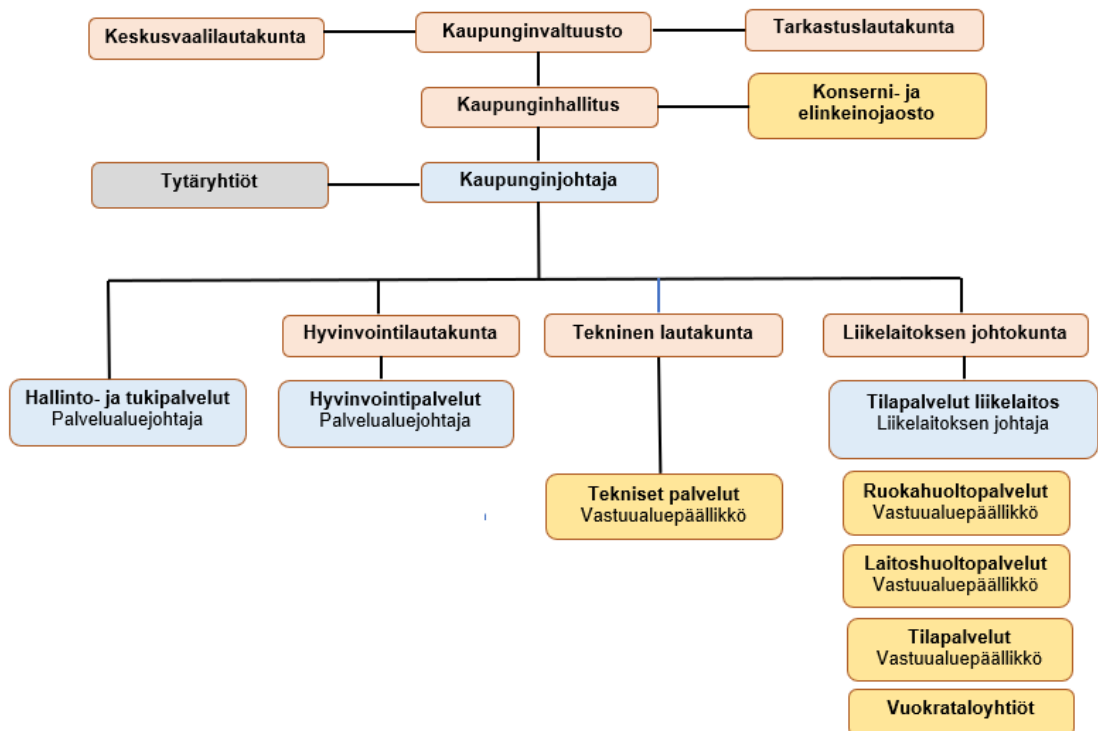 Keskusvaalilautakunta
Kaupunginvaltuusto
Tarkastuslautakunta
Kaupunginhallitus
Konserni- ja
elinkeinojaosto
Tytäryhtiöt
Kaupunginjohtaja
Hyvinvointilautakunta
Tekninen lautakunta
Liikelaitoksen johtokunta
Hallinto- ja tukipalvelut
Palvelualuejohtaja
Hyvinvointipalvelut
Palvelualuejohtaja
Tilapalvelut liikelaitos
Liikelaitoksen johtaja
Tekniset palvelut
Vastuualuepäällikkö
Ruokahuoltopalvelut
Vastuualuepäällikkö
Laitoshuoltopalvelut
Vastuualuepäällikkö
Tilapalvelut
Vastuualuepäällikkö
Vuokrataloyhtiöt